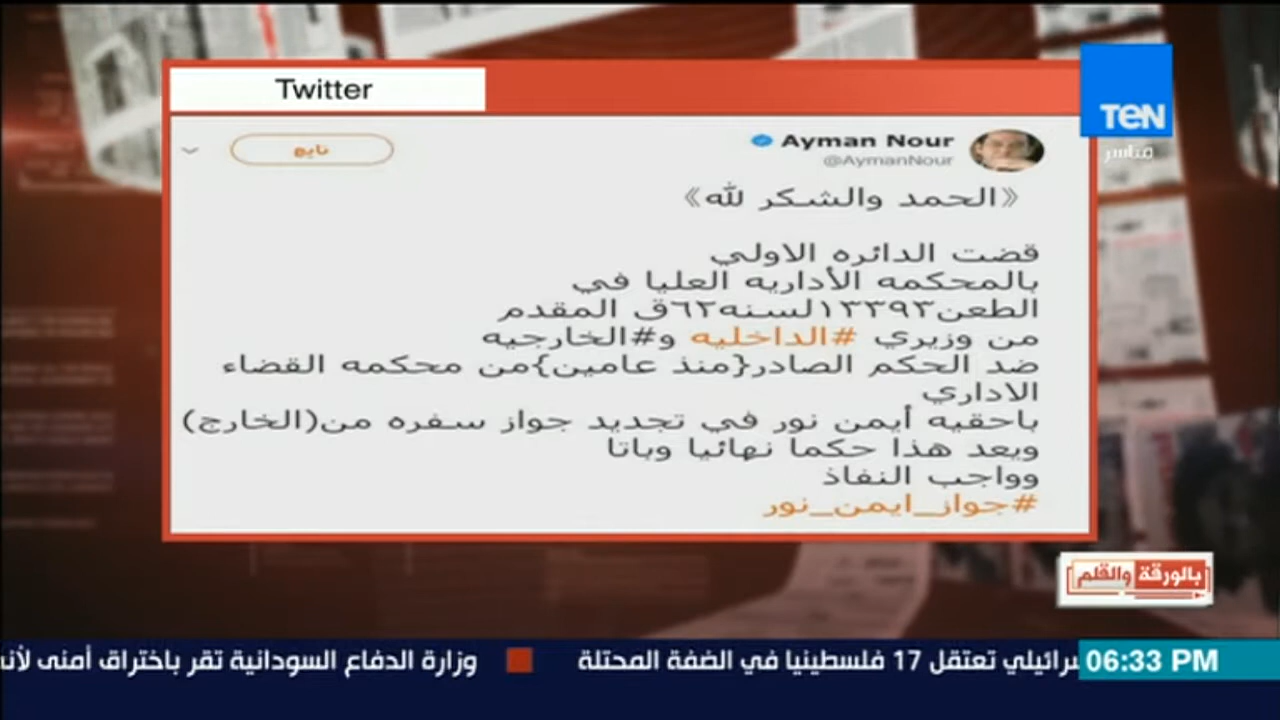 Twitter
TEN
مباشر
Ayman Nour
@AymanNour
تابع
《الحمد والشكر لله》
قضت الدائره الاولي
بالمحكمه الأداريه العليا في
الطعن١٣٣٩٣لسنه٦٢ق المقدم
من وزيري #الداخليه و#الخارجيه
ضد الحكم الصادر{منذ عامين}من محكمه القضاء
الاداري
باحقيه أيمن نور في تجديد جواز سفره من(الخارج)
ويعد هذا حكما نهائيا وباتا
وواجب النفاذ
#جواز_ايمن_نور
بالورقة والقلم
06:33 PM
تعتقل 17 فلسطينيا في الضفة المحتلة وزارة الدفاع السودانية تقر باختراق أمنى